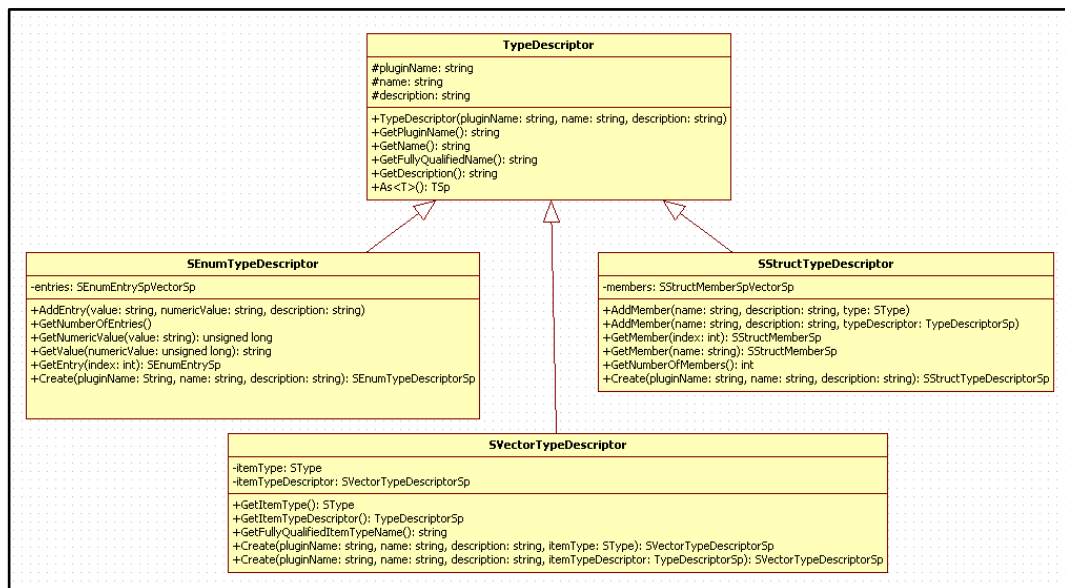 TypeDescriptor
#pluginName: string
#name: string
#description: string
+TypeDescriptor(pluginName: string, name: string, description: string)
+GetPluginName(): string
+GetName(): string
+GetFullyQualifiedName(): string
+GetDescription(): string
+As<T>(): TSp
SEnumTypeDescriptor
-entries: SEnumEntrySpVectorSp
+AddEntry(value: string, numericValue: string, description: string)
+GetNumberOfEntries()
+GetNumericValue(value: string): unsigned long
+GetValue(numericValue: unsigned long): string
+GetEntry(index: int): SEnumEntrySp
+Create(pluginName: String, name: string, description: string): SEnumTypeDescriptorSp
SStructTypeDescriptor
-members: SStructMemberSpVectorSp
+AddMember(name: string, description: string, type: SType)
+AddMember(name: string, description: string, typeDescriptor: TypeDescriptorSp)
+GetMember(index: int): SStructMemberSp
+GetMember(name: string): SStructMemberSp
+GetNumberOfMembers(): int
+Create(pluginName: string, name: string, description: string): SStructTypeDescriptorSp
SVectorTypeDescriptor
-itemType: SType
-itemTypeDescriptor: SVectorTypeDescriptorSp
+GetItemType(): SType
+GetItemTypeDescriptor(): TypeDescriptorSp
+GetFullyQualifiedItemTypeName(): string
+Create(pluginName: string, name: string, description: string, itemType: SType): SVectorTypeDescriptorSp
+Create(pluginName: string, name: string, description: string, itemTypeDescriptor: TypeDescriptorSp): SVectorTypeDescriptorSp